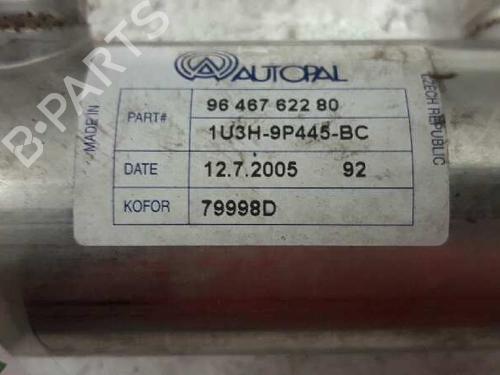 AUTOPAL
MADE IN
CZECH REPUBLIC
PART#
96 467 622 80
1U3H-9P445-BC
DATE
12.7.2005 92
KOFOR
79998D
B-PARTS